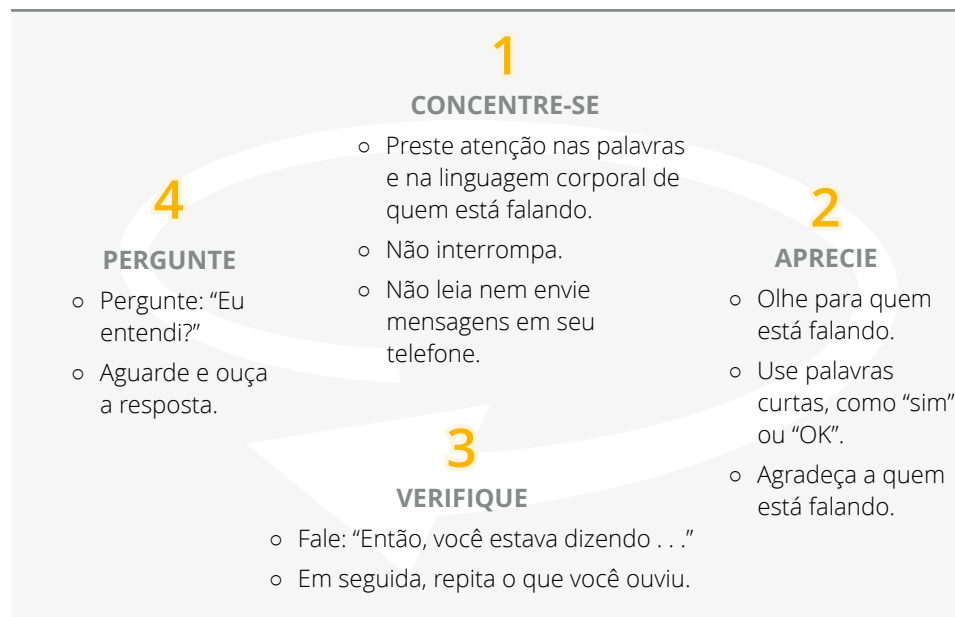 1
CONCENTRE-SE
○ Preste atenção nas palavras
e na linguagem corporal de
quem está falando.
○ Não interrompa.
○ Não leia nem envie
mensagens em seu
telefone.
2
APRECIE
○ Olhe para quem
está falando.
○ Use palavras
curtas, como “sim”
ou “OK”.
○ Agradeça a quem
está falando.
3
VERIFIQUE
○ Fale: “Então, você estava dizendo . . .”
○ Em seguida, repita o que você ouviu.
4
PERGUNTE
○ Pergunte: “Eu
entendi?”
○ Aguarde e ouça
a resposta.